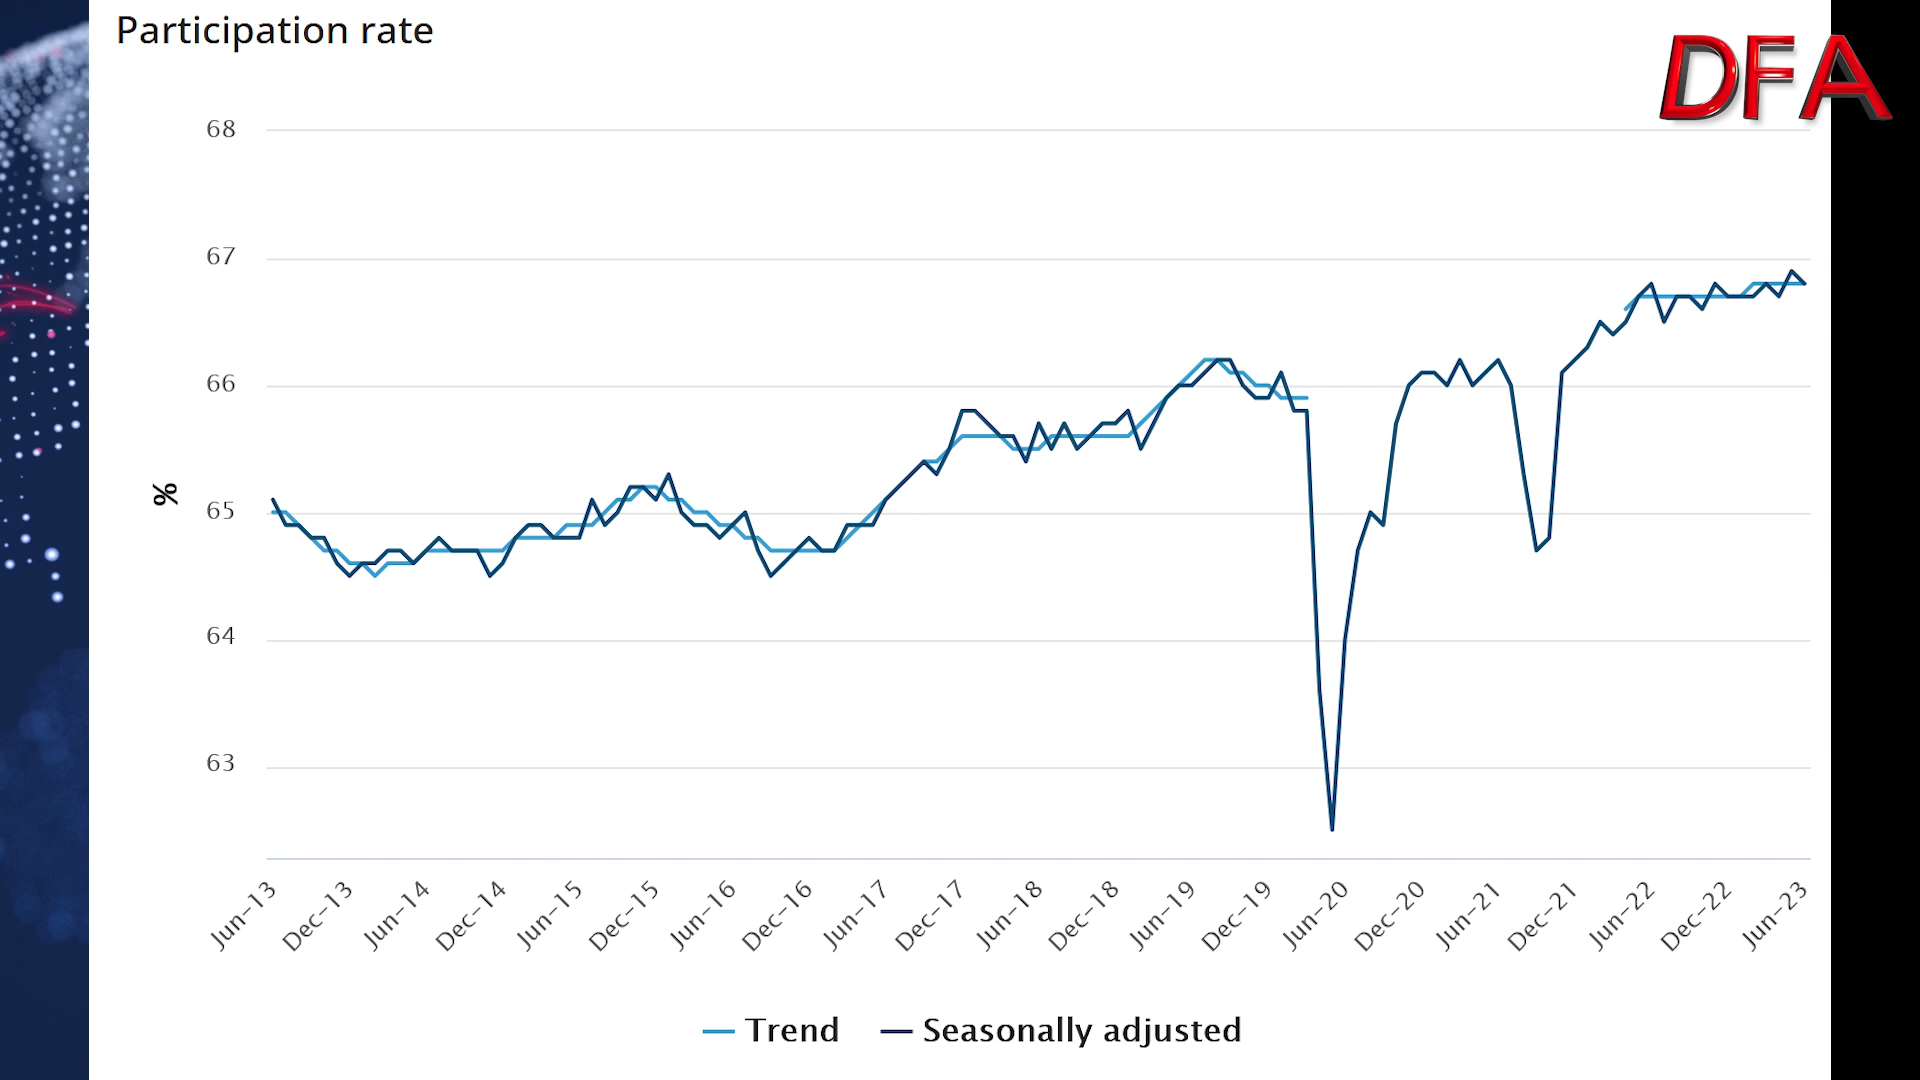 Participation rate
DFA
68
67
66
65
64
63
%
Jun-13
Dec-13
Jun-14
Dec-14
Jun-15
Dec-15
Jun-16
Dec-16
Jun-17
Dec-17
Jun-18
Dec-18
Jun-19
Dec-19
Jun-20
Dec-20
Jun-21
Dec-21
Jun-22
Dec-22
Jun-23
Trend
Seasonally adjusted